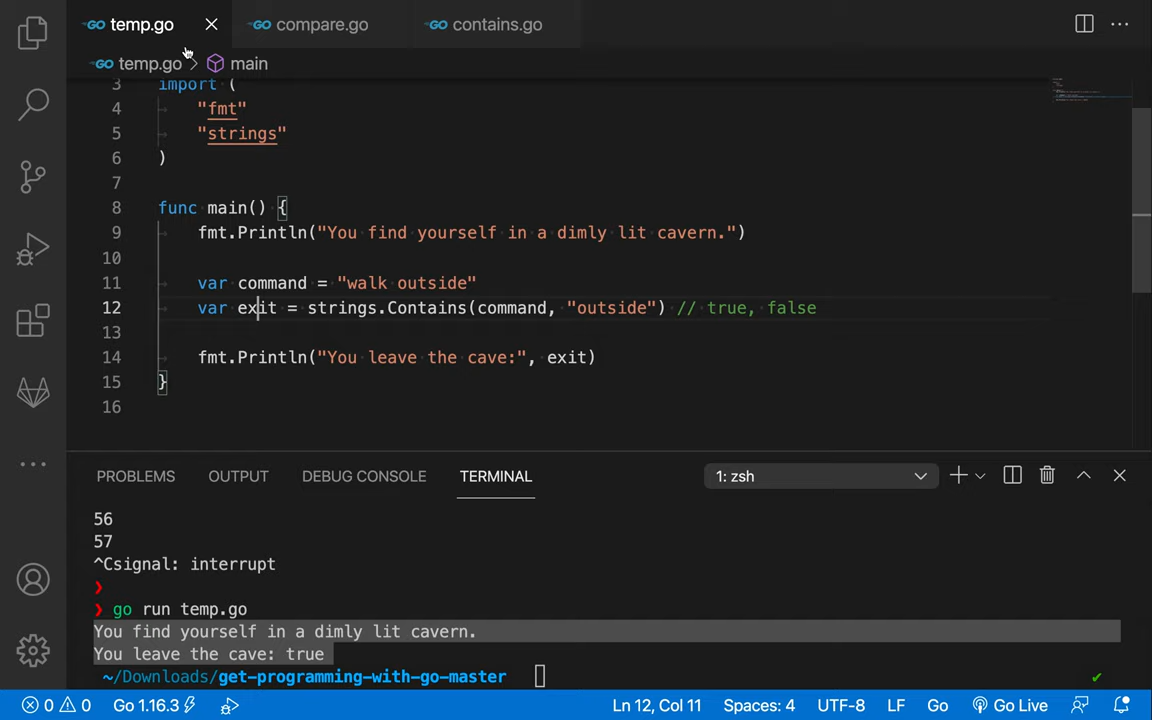 temp.go compare.go contains.go
temp.go > main
3 import (
4 "fmt"
5 "strings"
6 )
7
8 func main() {
9 fmt.Println("You find yourself in a dimly lit cavern.")
10
11 var command = "walk outside"
12 var exit = strings.Contains(command, "outside") // true, false
13
14 fmt.Println("You leave the cave:", exit)
15 }
16
PROBLEMS OUTPUT DEBUG CONSOLE TERMINAL 1: zsh
56
57
^Csignal: interrupt
❯
❯ go run temp.go
You find yourself in a dimly lit cavern.
You leave the cave: true
~/Downloads/get-programming-with-go-master
0 0 Go 1.16.3 Ln 12, Col 11 Spaces: 4 UTF-8 LF Go Go Live